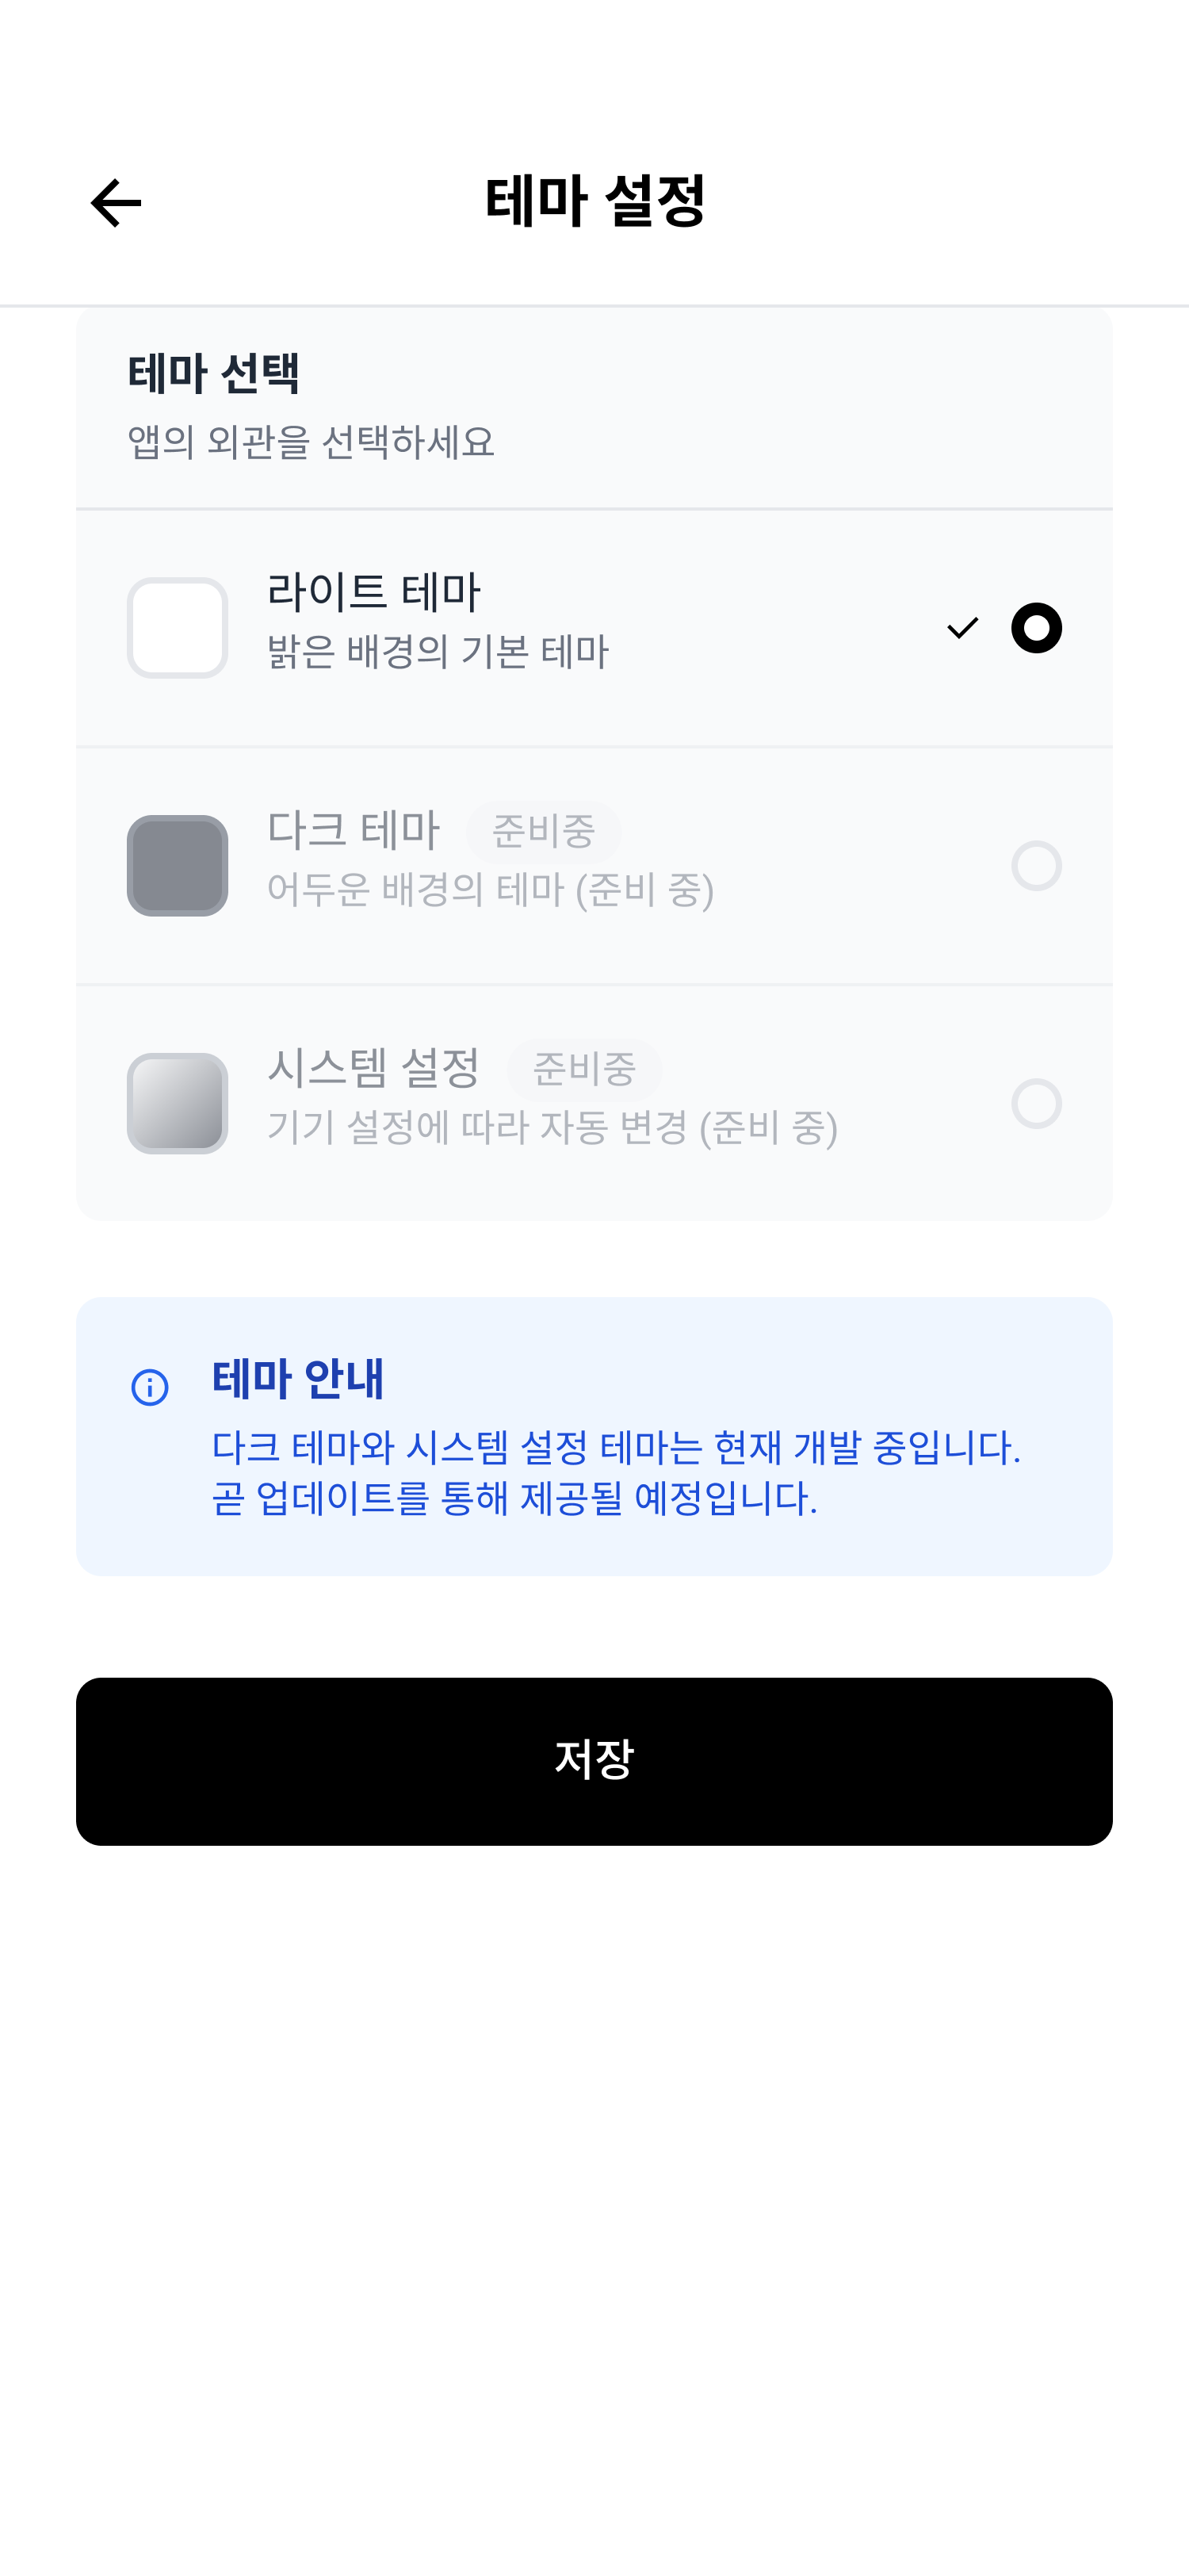 테마 설정
테마 선택
앱의 외관을 선택하세요
라이트 테마
밝은 배경의 기본 테마
다크 테마 준비중
어두운 배경의 테마 (준비 중)
시스템 설정 준비중
기기 설정에 따라 자동 변경 (준비 중)
테마 안내
다크 테마와 시스템 설정 테마는 현재 개발 중입니다.
곧 업데이트를 통해 제공될 예정입니다.
저장